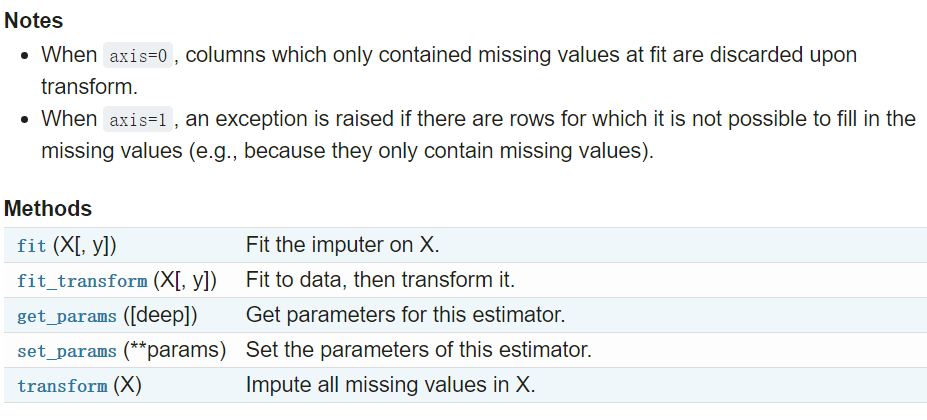 Notes
• When axis=0, columns which only contained missing values at fit are discarded upon
transform.
• When axis=1, an exception is raised if there are rows for which it is not possible to fill in the
missing values (e.g., because they only contain missing values).
Methods
fit (X[, y]) Fit the imputer on X.
fit_transform (X[, y]) Fit to data, then transform it.
get_params ([deep]) Get parameters for this estimator.
set_params (**params) Set the parameters of this estimator.
transform (X) Impute all missing values in X.